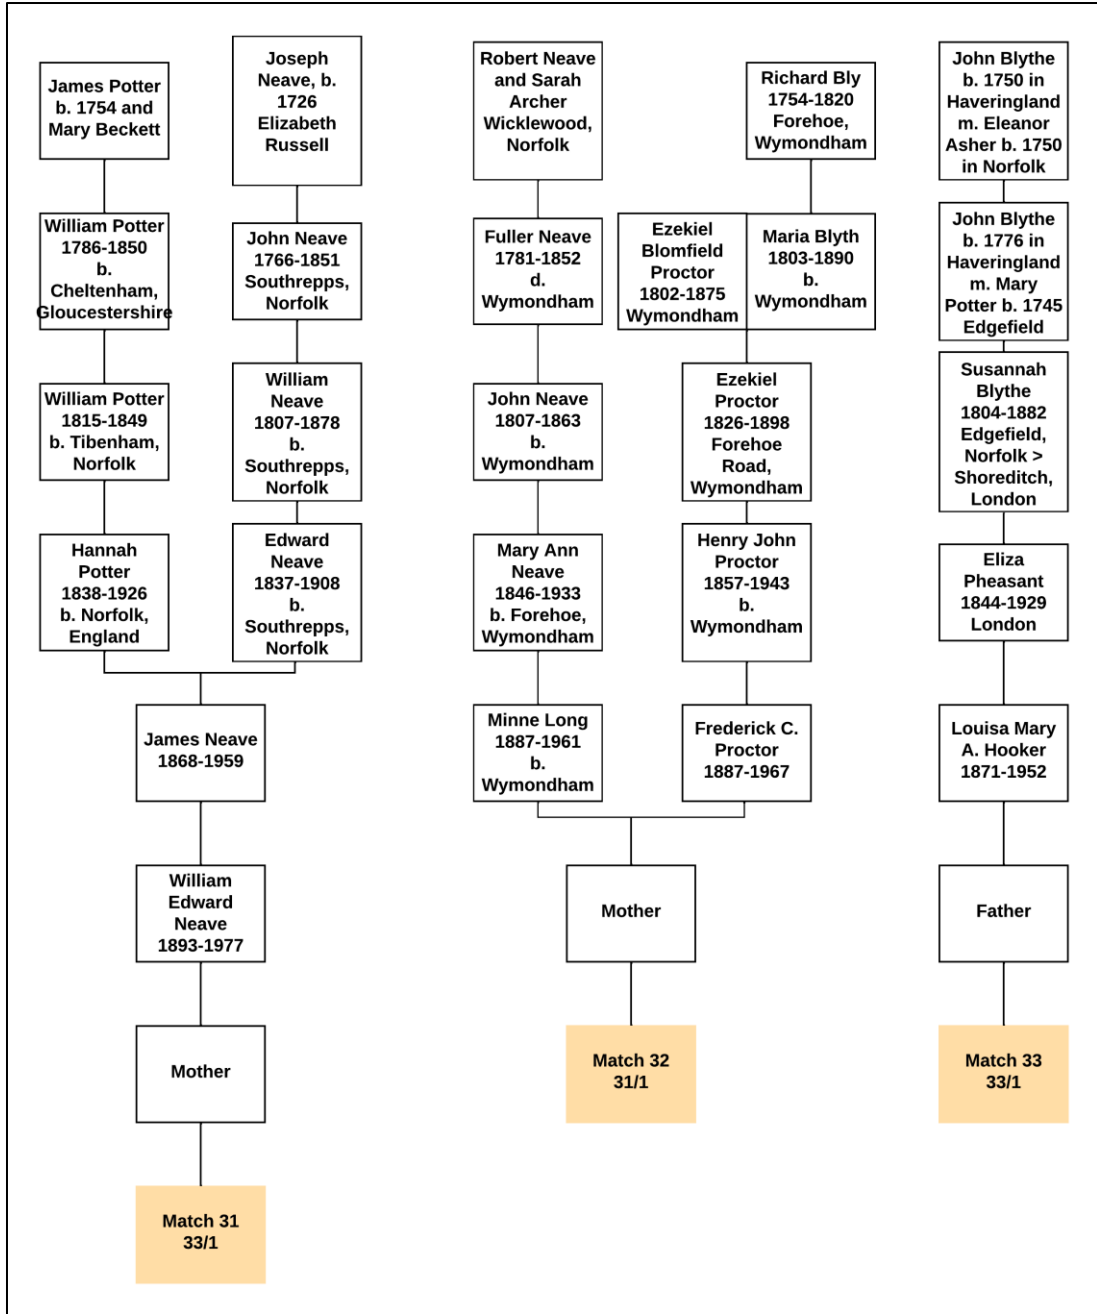 James Potter
b. 1754 and
Mary Beckett
Joseph
Neave, b.
1726
Elizabeth
Russell
Robert Neave
and Sarah
Archer
Wicklewood,
Norfolk
Richard Bly
1754-1820
Forehoe,
Wymondham
John Blythe
b. 1750 in
Haveringland
m. Eleanor
Asher b. 1750
in Norfolk
William Potter
1786-1850
b.
Cheltenham,
Gloucestershire
John Neave
1766-1851
Southrepps,
Norfolk
Fuller Neave
1781-1852
d.
Wymondham
Ezekiel
Blomfield
Proctor
1802-1875
Wymondham
Maria Blyth
1803-1890
b.
Wymondham
John Blythe
b. 1776 in
Haveringland
m. Mary
Potter b. 1745
Edgefield
William Potter
1815-1849
b. Tibenham,
Norfolk
William
Neave
1807-1878
b.
Southrepps,
Norfolk
John Neave
1807-1863
b.
Wymondham
Ezekiel
Proctor
1826-1898
Forehoe
Road,
Wymondham
Susannah
Blythe
1804-1882
Edgefield,
Norfolk >
Shoreditch,
London
Hannah
Potter
1838-1926
b. Norfolk,
England
Edward
Neave
1837-1908
b.
Southrepps,
Norfolk
Mary Ann
Neave
1846-1933
b. Forehoe,
Wymondham
Henry John
Proctor
1857-1943
b.
Wymondham
Eliza
Pheasant
1844-1929
London
James Neave
1868-1959
Minne Long
1887-1961
b.
Wymondham
Frederick C.
Proctor
1887-1967
Louisa Mary
A. Hooker
1871-1952
William
Edward
Neave
1893-1977
Mother
Father
Mother
Match 32
31/1
Match 33
33/1
Match 31
33/1